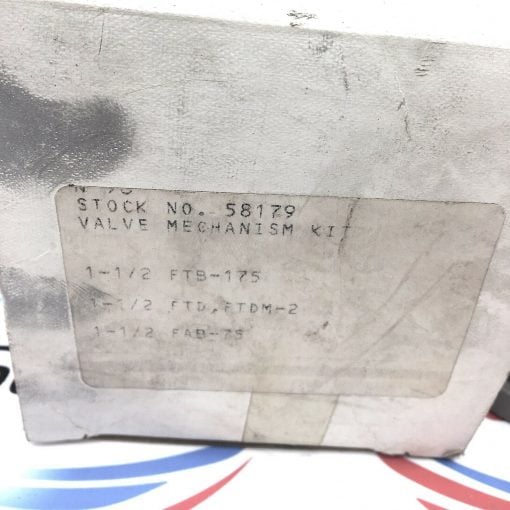 STOCK NO. 58179
VALVE MECHANISM KIT
1-1/2 FTB-175
1-1/2 FTD, FTDM-2
1-1/2 FAB-75